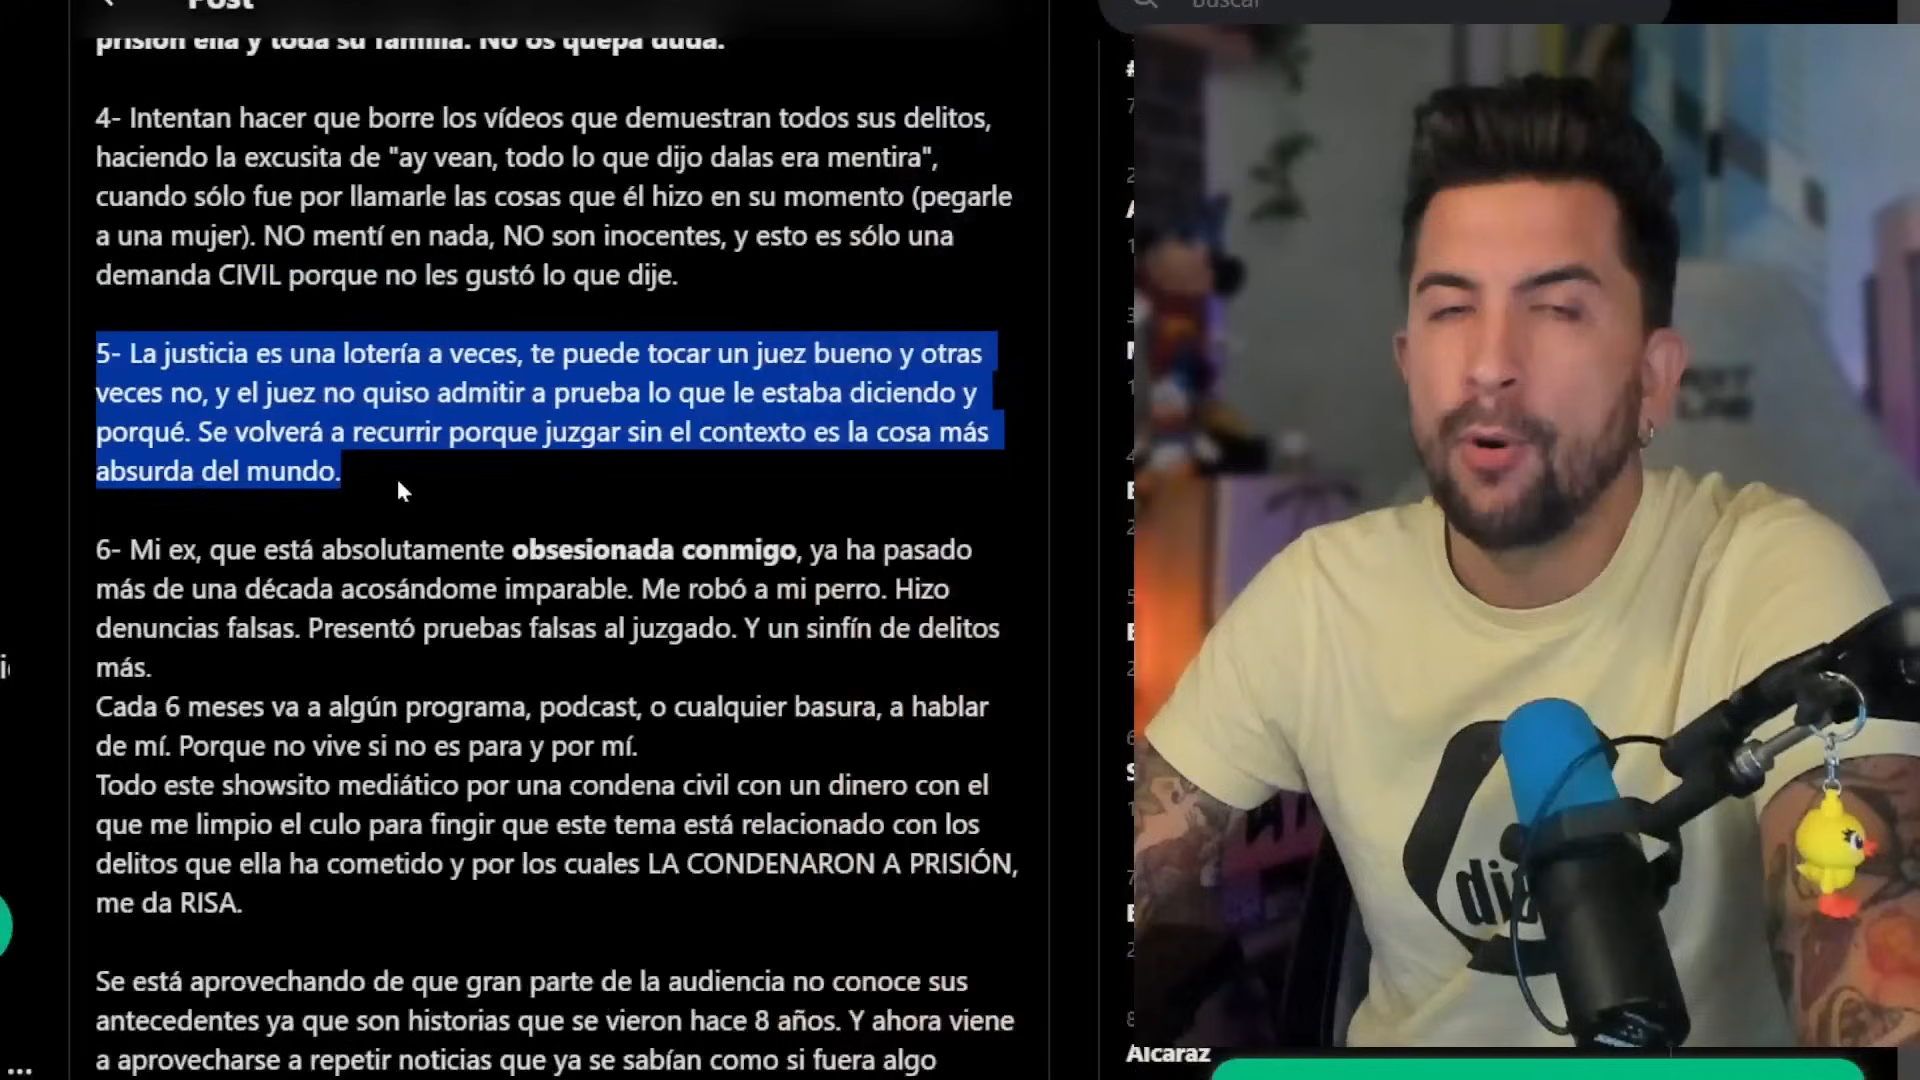 Post
Buscar
prisión ella y toda su familia. No os quepa duda.
4- Intentan hacer que borre los vídeos que demuestran todos sus delitos,
haciendo la excusita de "ay vean, todo lo que dijo dalas era mentira",
cuando sólo fue por llamarle las cosas que él hizo en su momento (pegarle
a una mujer). NO mentí en nada, NO son inocentes, y esto es sólo una
demanda CIVIL porque no les gustó lo que dije.
5- La justicia es una lotería a veces, te puede tocar un juez bueno y otras
veces no, y el juez no quiso admitir a prueba lo que le estaba diciendo y
porqué. Se volverá a recurrir porque juzgar sin el contexto es la cosa más
absurda del mundo.
6- Mi ex, que está absolutamente obsesionada conmigo, ya ha pasado
más de una década acosándome imparable. Me robó a mi perro. Hizo
denuncias falsas. Presentó pruebas falsas al juzgado. Y un sinfín de delitos
más.
Cada 6 meses va a algún programa, podcast, o cualquier basura, a hablar
de mí. Porque no vive si no es para y por mí.
Todo este showsito mediático por una condena civil con un dinero con el
que me limpio el culo para fingir que este tema está relacionado con los
delitos que ella ha cometido y por los cuales LA CONDENARON A PRISIÓN,
me da RISA.
Se está aprovechando de que gran parte de la audiencia no conoce sus
antecedentes ya que son historias que se vieron hace 8 años. Y ahora viene
a aprovecharse a repetir noticias que ya se sabían como si fuera algo
Alcaraz